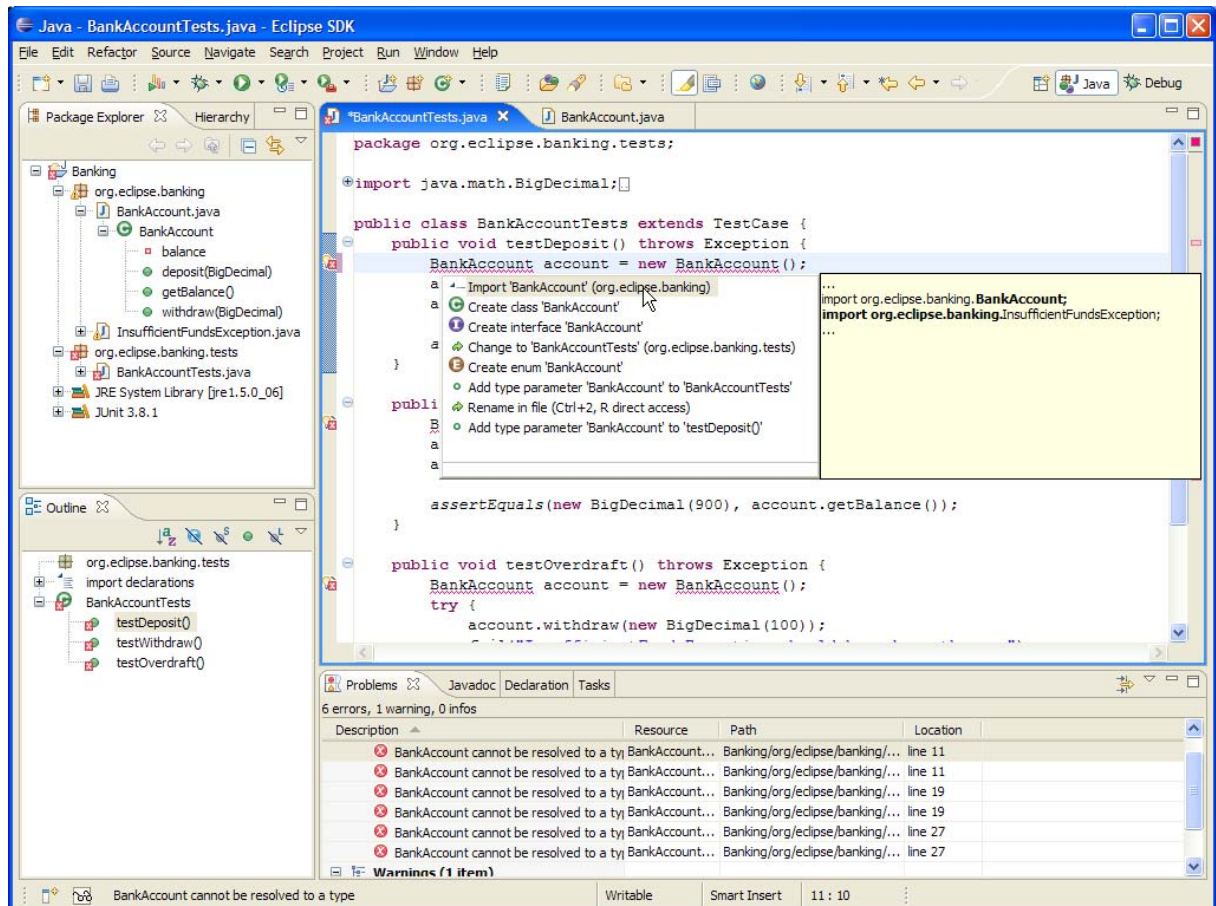 Java - BankAccountTests.java - Eclipse SDK
File Edit Refactor Source Navigate Search Project Run Window Help
Java Debug
Package Explorer Hierarchy
Banking
org.eclipse.banking
BankAccount.java
BankAccount
balance
deposit(BigDecimal)
getBalance()
withdraw(BigDecimal)
InsufficientFundsException.java
org.eclipse.banking.tests
BankAccountTests.java
JRE System Library [jre1.5.0_06]
JUnit 3.8.1
Outline
org.eclipse.banking.tests
import declarations
BankAccountTests
testDeposit()
testWithdraw()
testOverdraft()
*BankAccountTests.java BankAccount.java
package org.eclipse.banking.tests;
import java.math.BigDecimal;
public class BankAccountTests extends TestCase {
public void testDeposit() throws Exception {
BankAccount account = new BankAccount();
a
a
a
}
publi
B
a
a
Import 'BankAccount' (org.eclipse.banking)
Create class 'BankAccount'
Create interface 'BankAccount'
Change to 'BankAccountTests' (org.eclipse.banking.tests)
Create enum 'BankAccount'
Add type parameter 'BankAccount' to 'BankAccountTests'
Rename in file (Ctrl+2, R direct access)
Add type parameter 'BankAccount' to 'testDeposit()'
...
import org.eclipse.banking.BankAccount;
import org.eclipse.banking.InsufficientFundsException;
...
assertEquals(new BigDecimal(900), account.getBalance());
}
public void testOverdraft() throws Exception {
BankAccount account = new BankAccount();
try {
account.withdraw(new BigDecimal(100));
Problems Javadoc Declaration Tasks
6 errors, 1 warning, 0 infos
Description Resource Path Location
BankAccount cannot be resolved to a ty BankAccount... Banking/org/eclipse/banking/... line 11
BankAccount cannot be resolved to a ty BankAccount... Banking/org/eclipse/banking/... line 11
BankAccount cannot be resolved to a ty BankAccount... Banking/org/eclipse/banking/... line 19
BankAccount cannot be resolved to a ty BankAccount... Banking/org/eclipse/banking/... line 19
BankAccount cannot be resolved to a ty BankAccount... Banking/org/eclipse/banking/... line 27
BankAccount cannot be resolved to a ty BankAccount... Banking/org/eclipse/banking/... line 27
Warnings (1 item)
BankAccount cannot be resolved to a type Writable Smart Insert 11 : 10